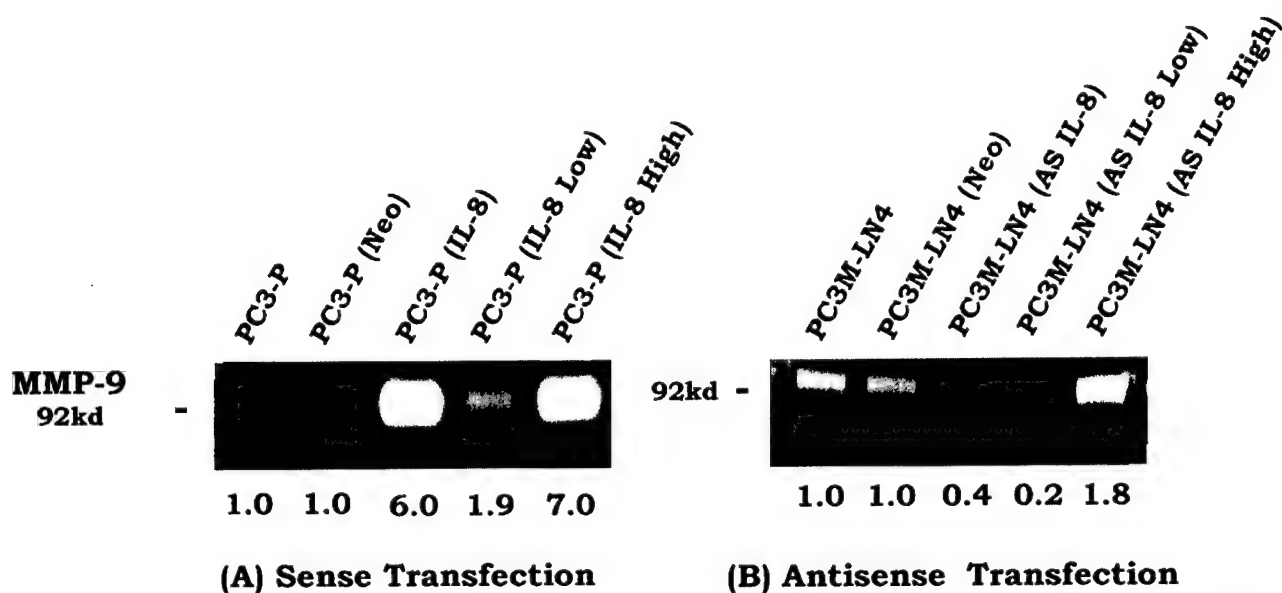 PC3-P
PC3-P (Neo)
PC3-P (IL-8)
PC3-P (IL-8 Low)
PC3-P (IL-8 High)
MMP-9
92kd -
1.0 1.0 6.0 1.9 7.0
(A) Sense Transfection
PC3M-LN4
PC3M-LN4 (Neo)
PC3M-LN4 (AS IL-8)
PC3M-LN4 (AS IL-8 Low)
PC3M-LN4 (AS IL-8 High)
92kd -
1.0 1.0 0.4 0.2 1.8
(B) Antisense Transfection